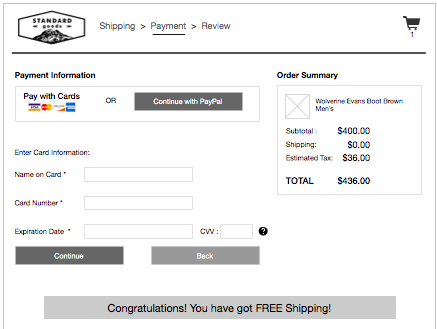 STANDARD
goods
Shipping > Payment > Review
1
Payment Information
Pay with Cards
OR
Continue with PayPal
Enter Card Information:
Name on Card *
Card Number *
Expiration Date *
CVV :
?
Continue
Back
Order Summary
Wolverine Evans Boot Brown
Men's
Subtotal : $400.00
Shipping: $0.00
Estimated Tax: $36.00
TOTAL $436.00
Congratulations! You have got FREE Shipping!